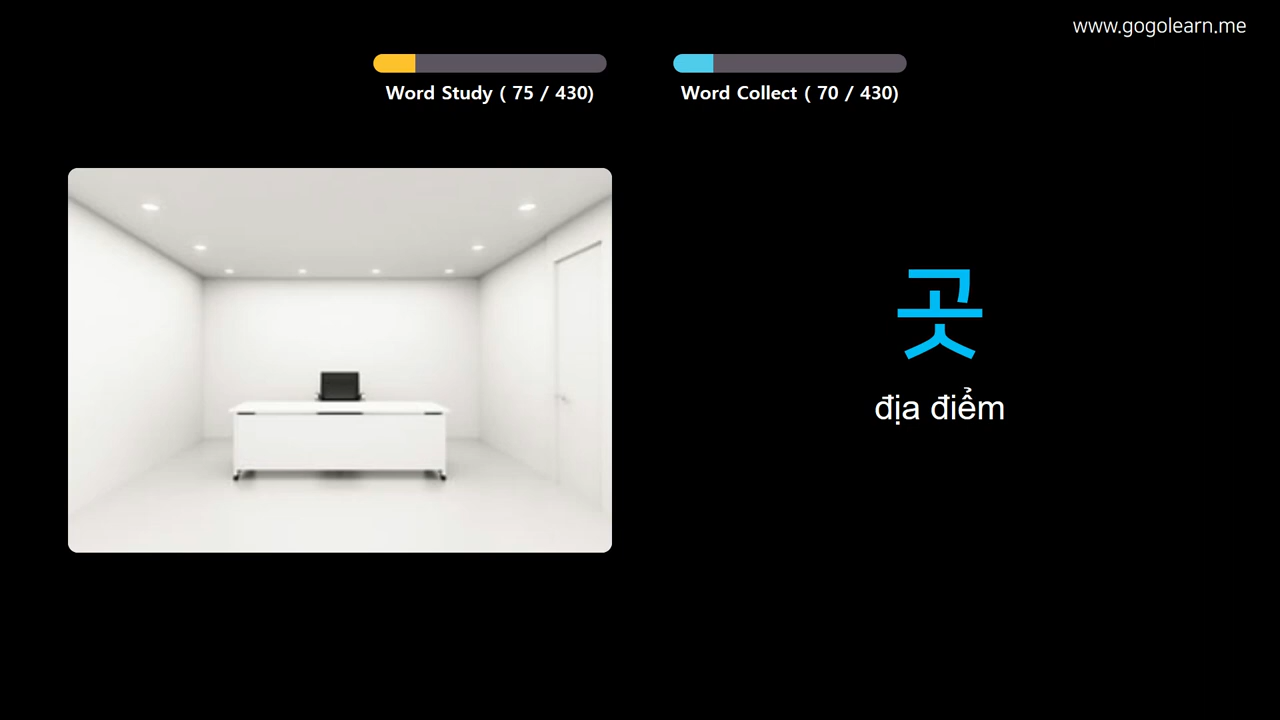 www.gogolearn.me
Word Study ( 75 / 430)
Word Collect ( 70 / 430)
곳
địa điểm